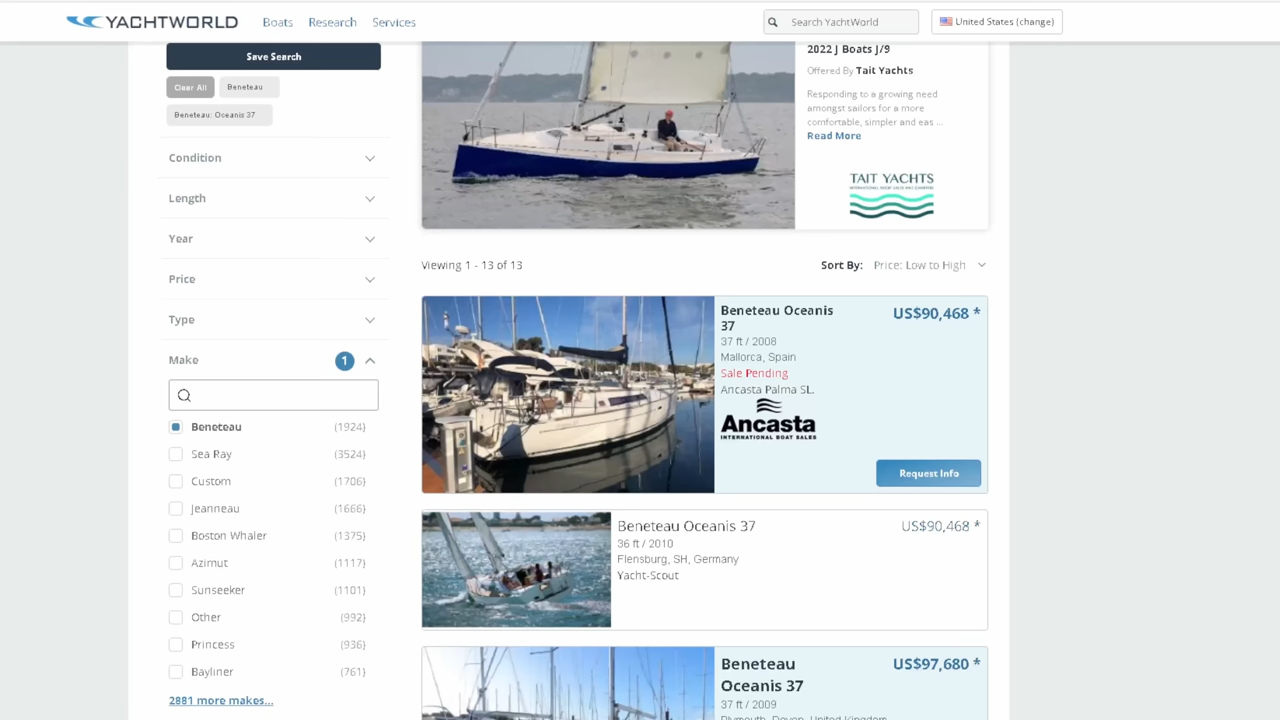 YACHTWORLD
Boats Research Services
Search YachtWorld
United States (change)
Save Search
Clear All
Beneteau
Beneteau: Oceanis 37
Condition
Length
Year
Price
Type
Make 1
Beneteau (1924)
Sea Ray (3524)
Custom (1706)
Jeanneau (1666)
Boston Whaler (1375)
Azimut (1117)
Sunseeker (1101)
Other (992)
Princess (936)
Bayliner (761)
2881 more makes...
2022 J Boats J/9
Offered By Tait Yachts
Responding to a growing need
amongst sailors for a more
comfortable, simpler and eas ...
Read More
TAIT YACHTS
Viewing 1 - 13 of 13
Sort By: Price: Low to High
Beneteau Oceanis
37
US$90,468 *
37 ft / 2008
Mallorca, Spain
Sale Pending
Ancasta Palma SL.
Ancasta
INTERNATIONAL BOAT SALES
Request Info
Beneteau Oceanis 37
US$90,468 *
36 ft / 2010
Flensburg, SH, Germany
Yacht-Scout
Beneteau
Oceanis 37
US$97,680 *
37 ft / 2009
Plymouth, Devon, United Kingdom